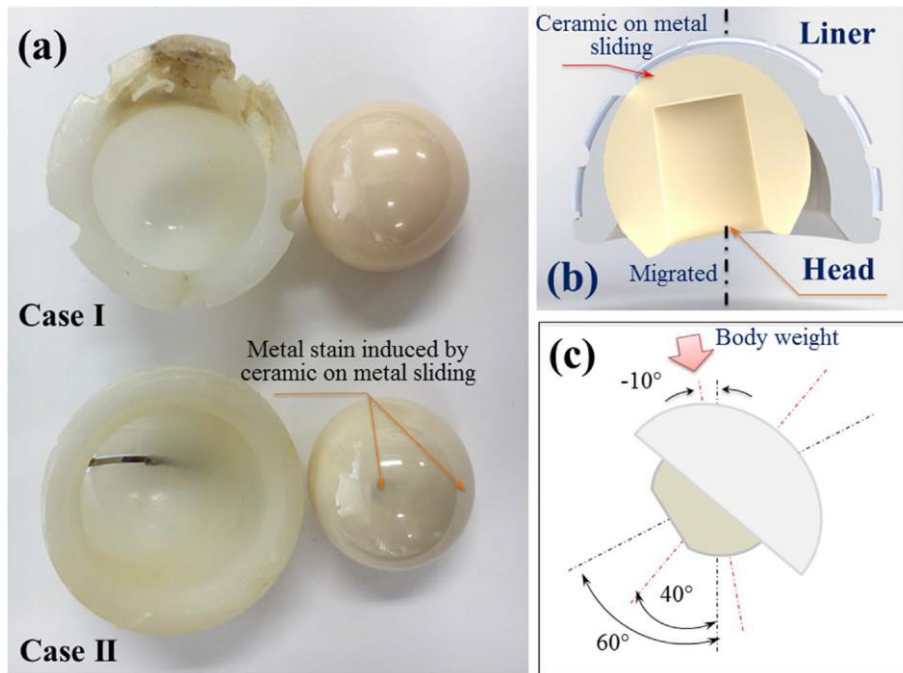 (a)
Case I
Metal stain induced by
ceramic on metal sliding
Case II
Ceramic on metal
sliding
Liner
Migrated
(b)
Head
(c)
Body weight
-10°
40°
60°